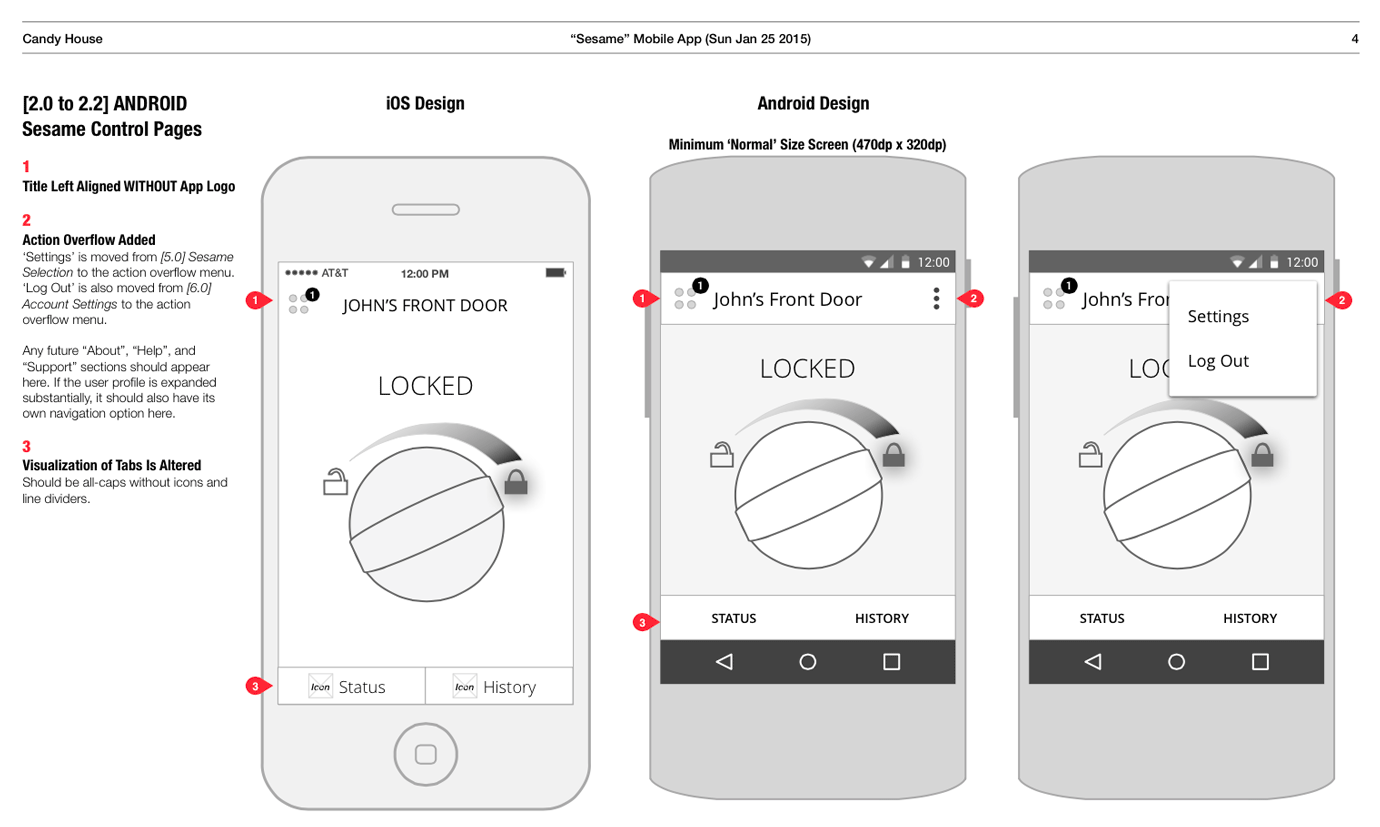 Candy House
“Sesame” Mobile App (Sun Jan 25 2015)
4
[2.0 to 2.2] ANDROID
Sesame Control Pages
1
Title Left Aligned WITHOUT App Logo
2
Action Overflow Added
‘Settings’ is moved from [5.0] Sesame
Selection to the action overflow menu.
‘Log Out’ is also moved from [6.0]
Account Settings to the action
overflow menu.
Any future “About”, “Help”, and
“Support” sections should appear
here. If the user profile is expanded
substantially, it should also have its
own navigation option here.
3
Visualization of Tabs Is Altered
Should be all-caps without icons and
line dividers.
iOS Design
AT&T
12:00 PM
1
1
JOHN’S FRONT DOOR
LOCKED
3
Icon
Status
Icon
History
Android Design
Minimum ‘Normal’ Size Screen (470dp x 320dp)
12:00
1
1
John’s Front Door
2
LOCKED
3
STATUS
HISTORY
12:00
1
John’s Fror
2
Settings
Log Out
LOC
STATUS
HISTORY